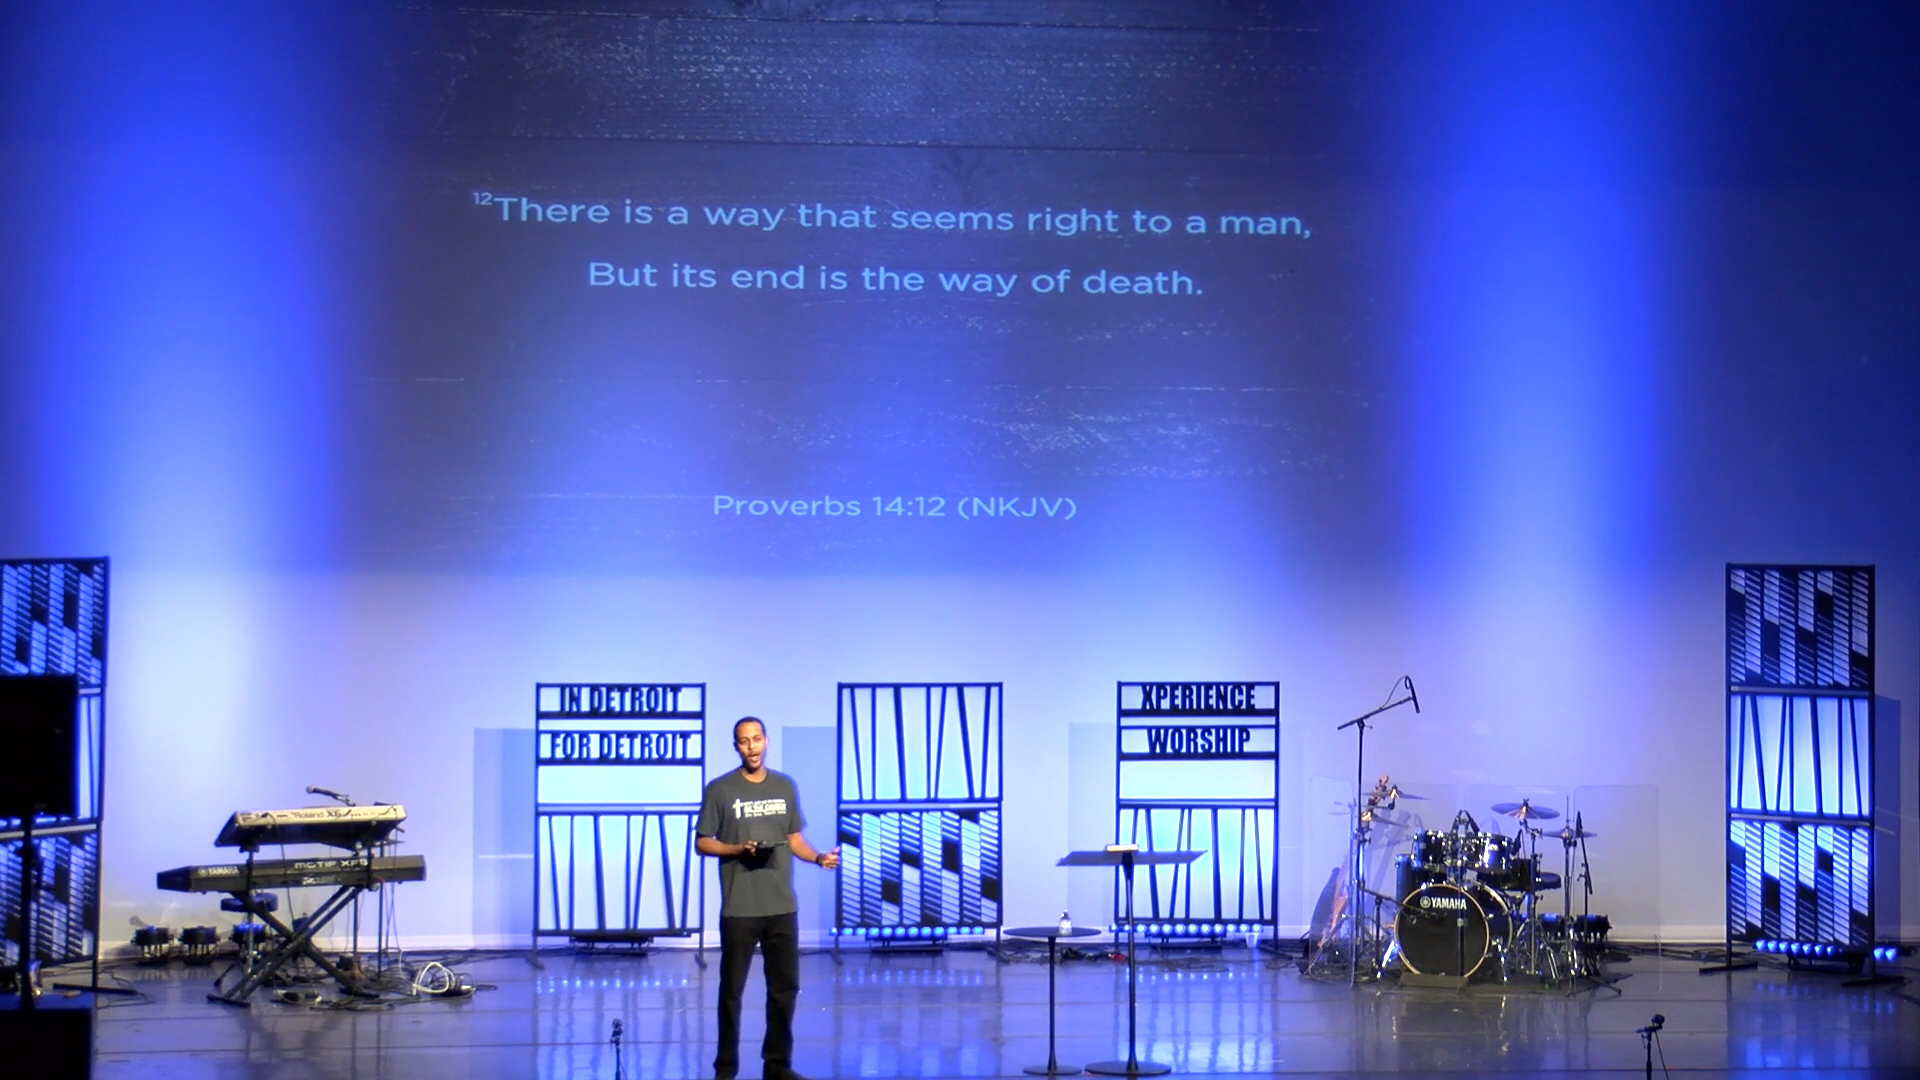 12There is a way that seems right to a man,
But its end is the way of death.
Proverbs 14:12 (NKJV)
IN DETROIT
FOR DETROIT
XPERIENCE
WORSHIP
Roland
YAMAHA
MOTIF XF8
YAMAHA